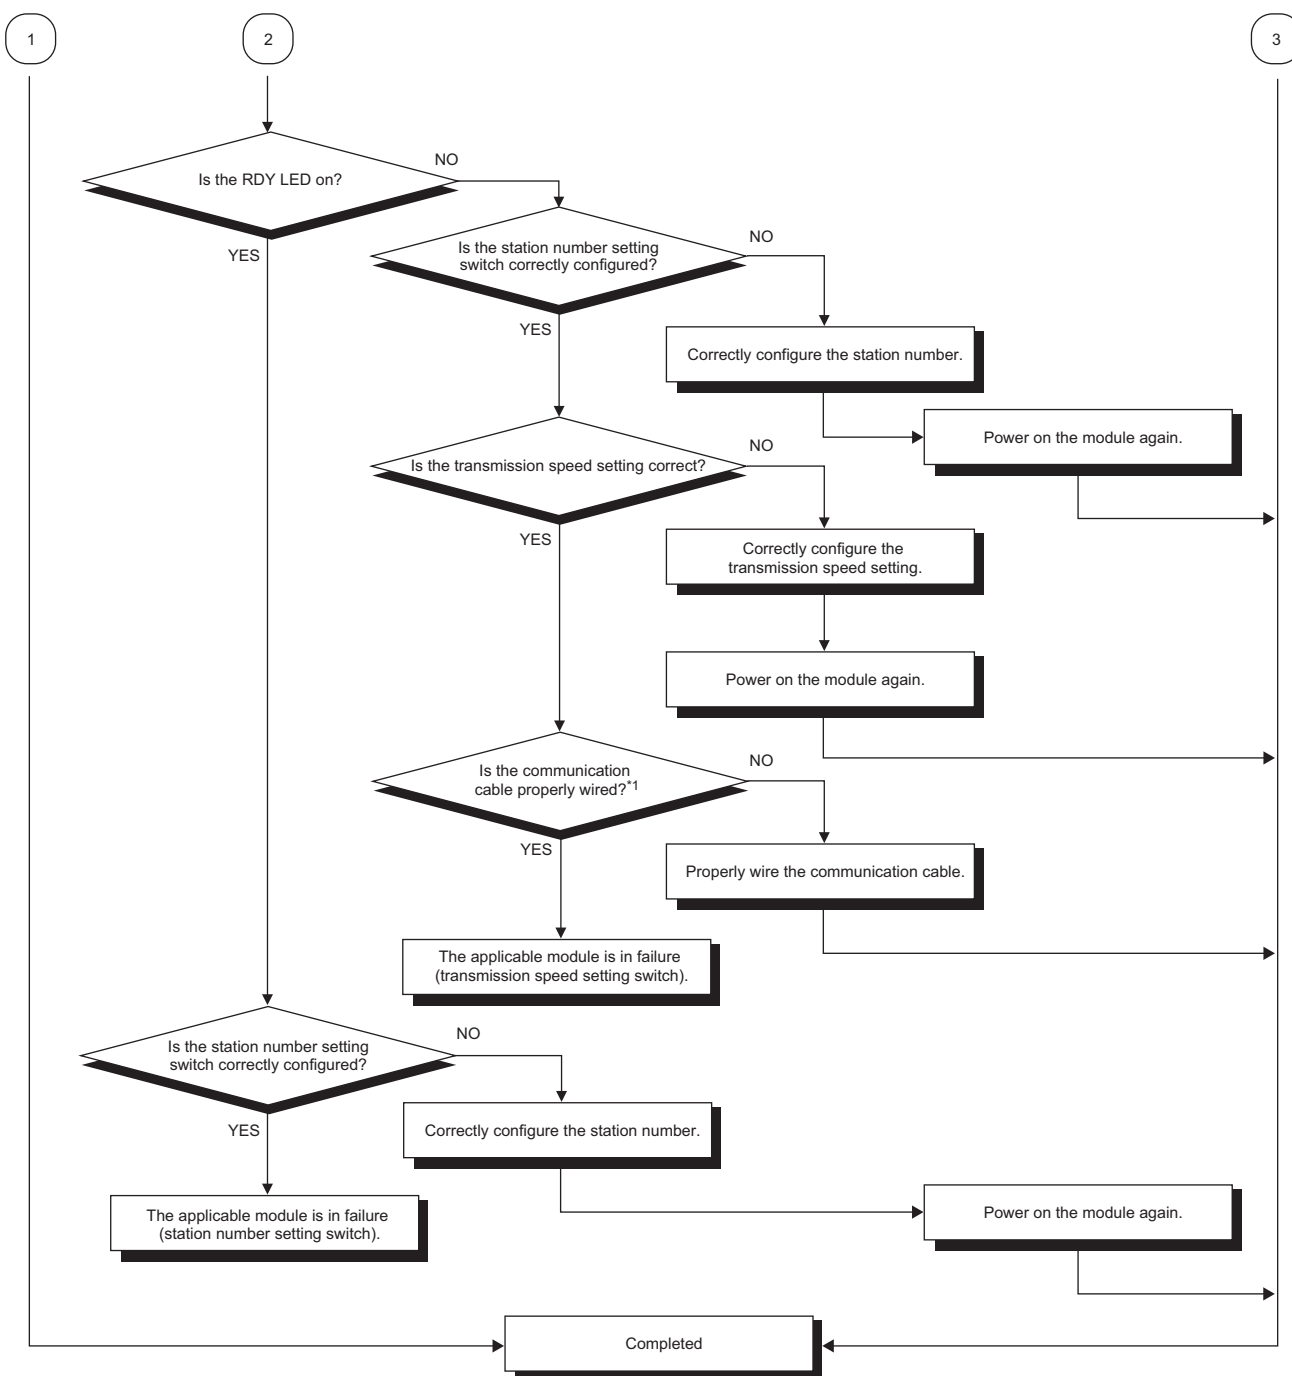 1
2
3
Is the RDY LED on?
NO
YES
Is the station number setting
switch correctly configured?
NO
YES
Correctly configure the station number.
Power on the module again.
Is the transmission speed setting correct?
NO
YES
Correctly configure the
transmission speed setting.
Power on the module again.
Is the communication
cable properly wired?*1
NO
YES
Properly wire the communication cable.
The applicable module is in failure
(transmission speed setting switch).
Is the station number setting
switch correctly configured?
NO
YES
Correctly configure the station number.
The applicable module is in failure
(station number setting switch).
Power on the module again.
Completed